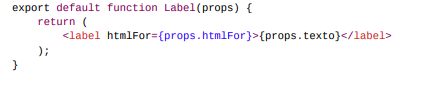 export default function Label(props) {
    return (
        <label htmlFor={props.htmlFor}>{props.texto}</label>
    );
}